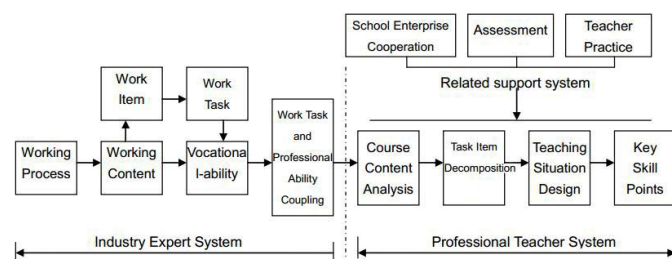 School Enterprise
Cooperation
Assessment
Teacher
Practice
Related support system
Work
Item
Work
Task
Work Task
and
Professional
Ability
Coupling
Working
Process
Working
Content
Vocationa
l-ability
Course
Content
Analysis
Task Item
Decomposition
Teaching
Situation
Design
Key
Skill
Points
Industry Expert System
Professional Teacher System